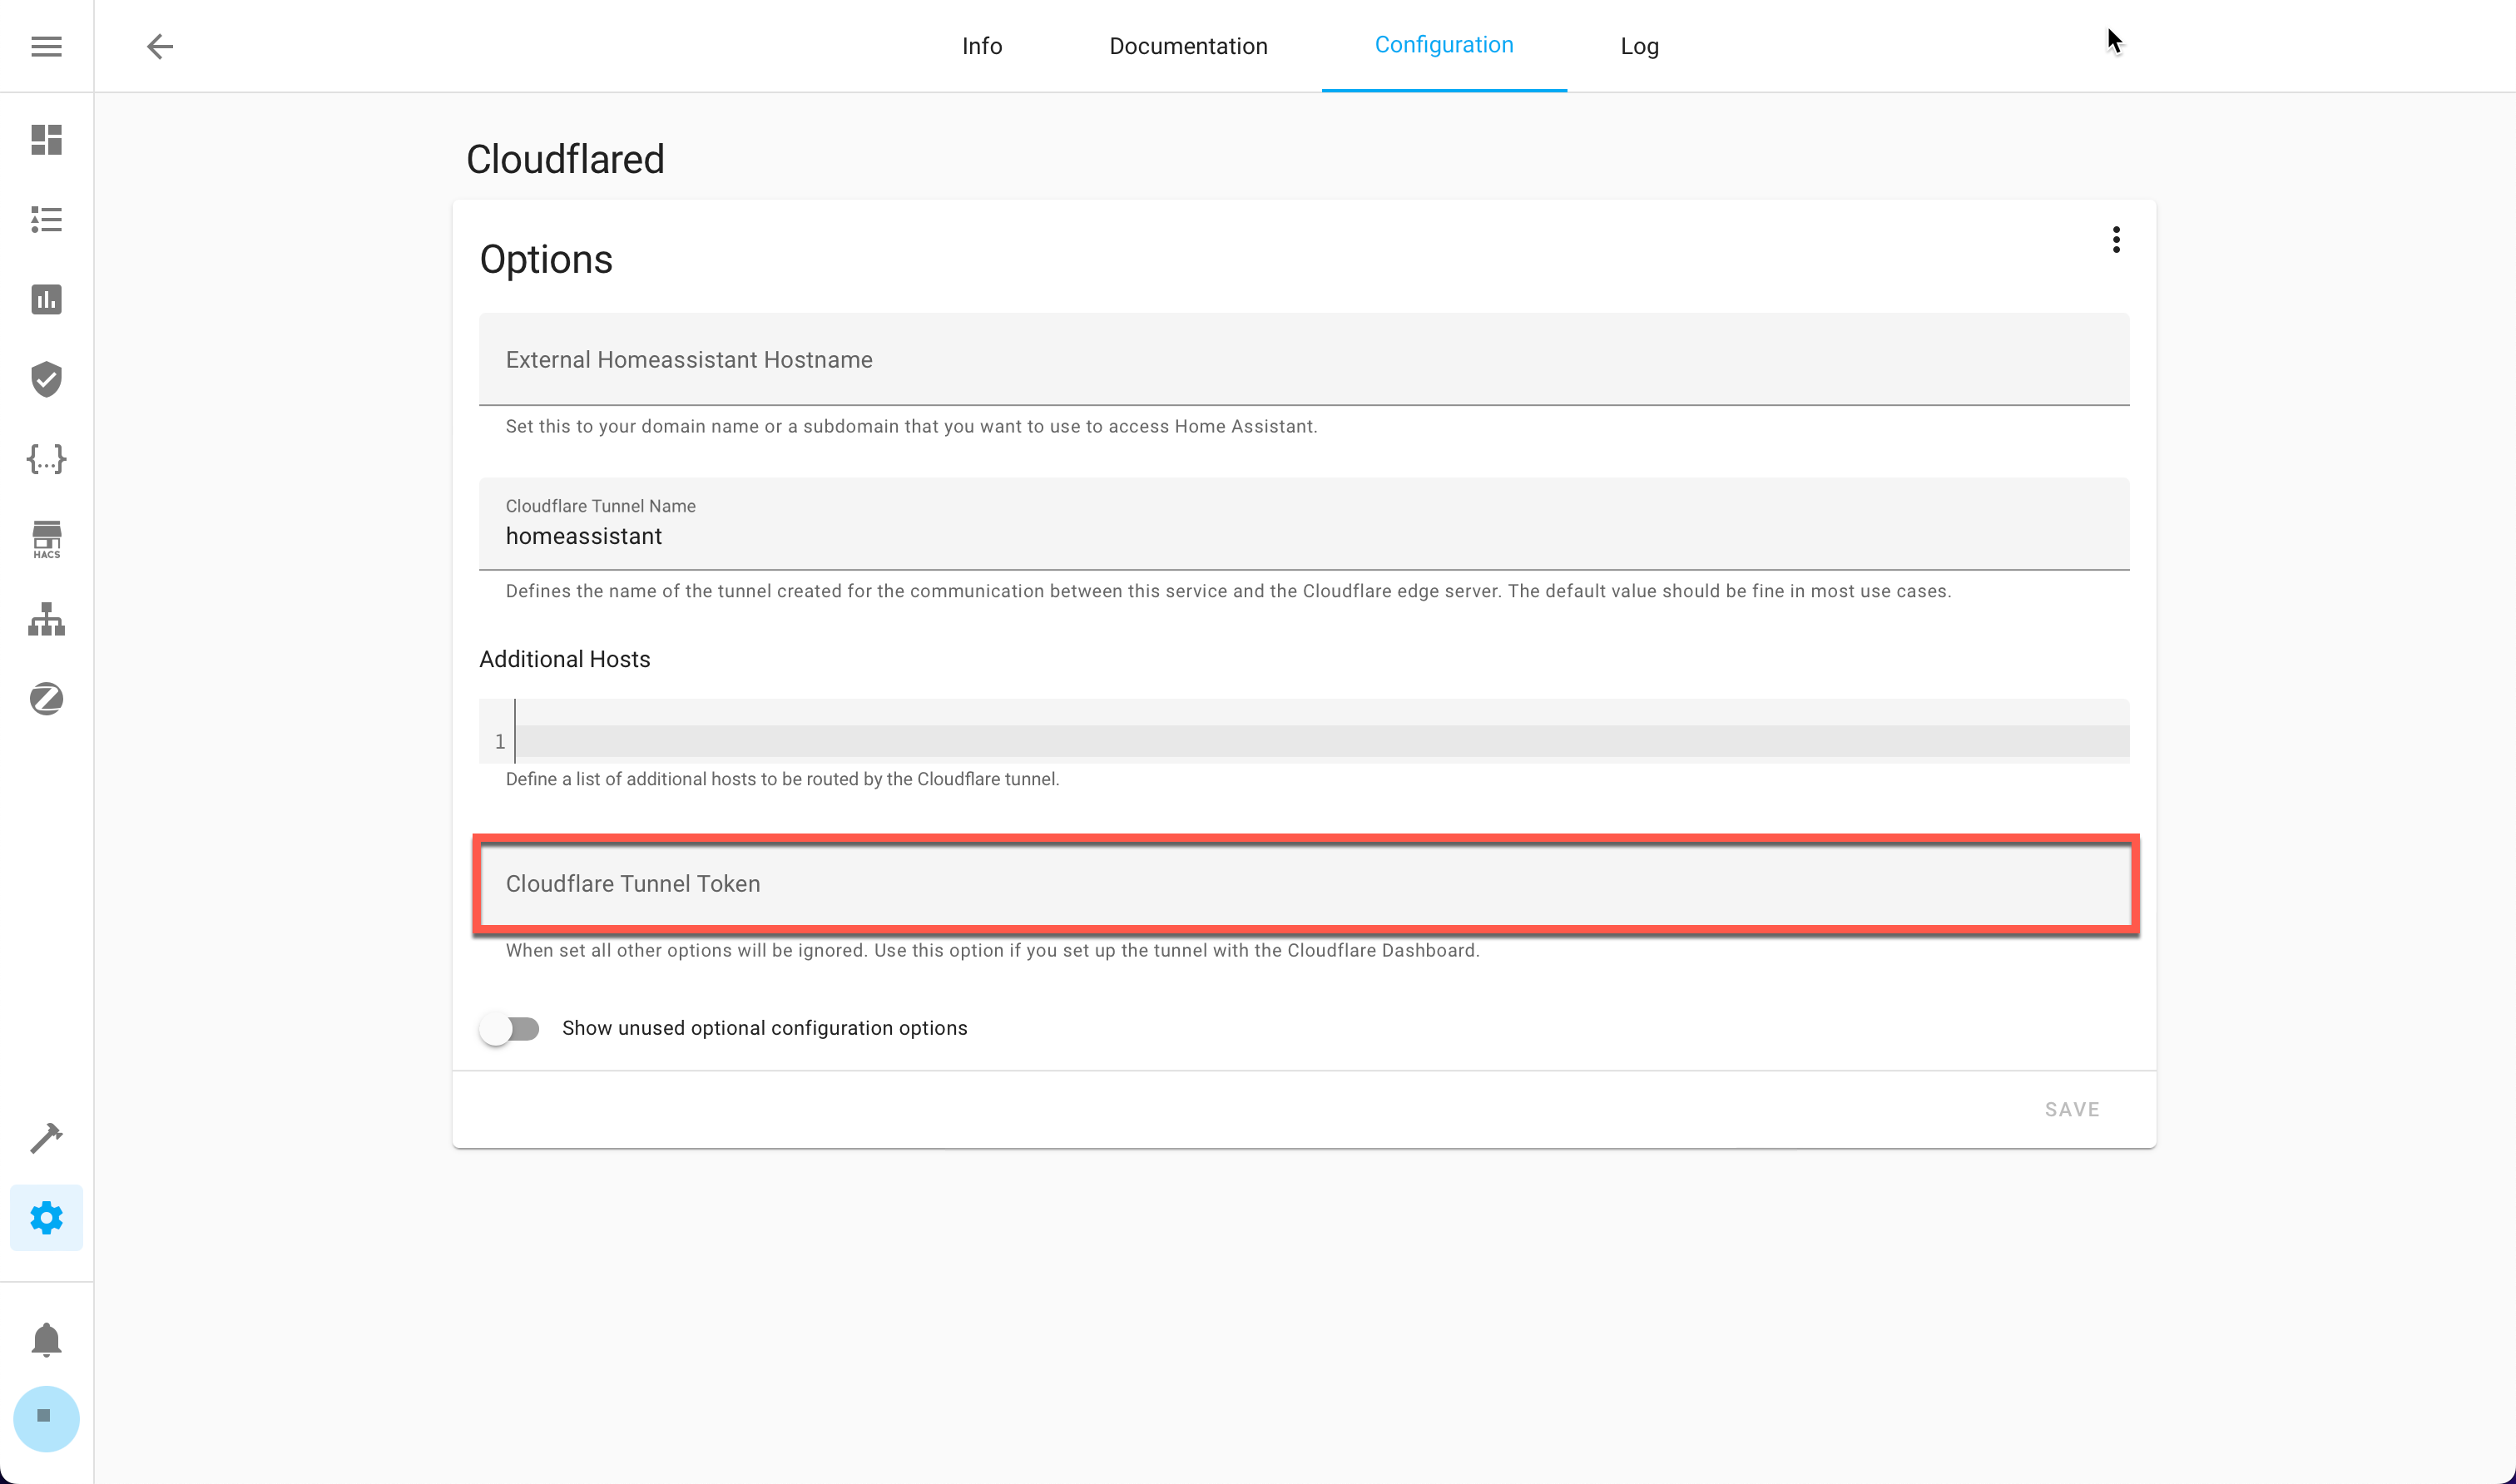 Info
Documentation
Configuration
Log
Cloudflared
Options
External Homeassistant Hostname
Set this to your domain name or a subdomain that you want to use to access Home Assistant.
Cloudflare Tunnel Name
homeassistant
Defines the name of the tunnel created for the communication between this service and the Cloudflare edge server. The default value should be fine in most use cases.
HACS
Additional Hosts
1
Define a list of additional hosts to be routed by the Cloudflare tunnel.
Cloudflare Tunnel Token
When set all other options will be ignored. Use this option if you set up the tunnel with the Cloudflare Dashboard.
Show unused optional configuration options
SAVE